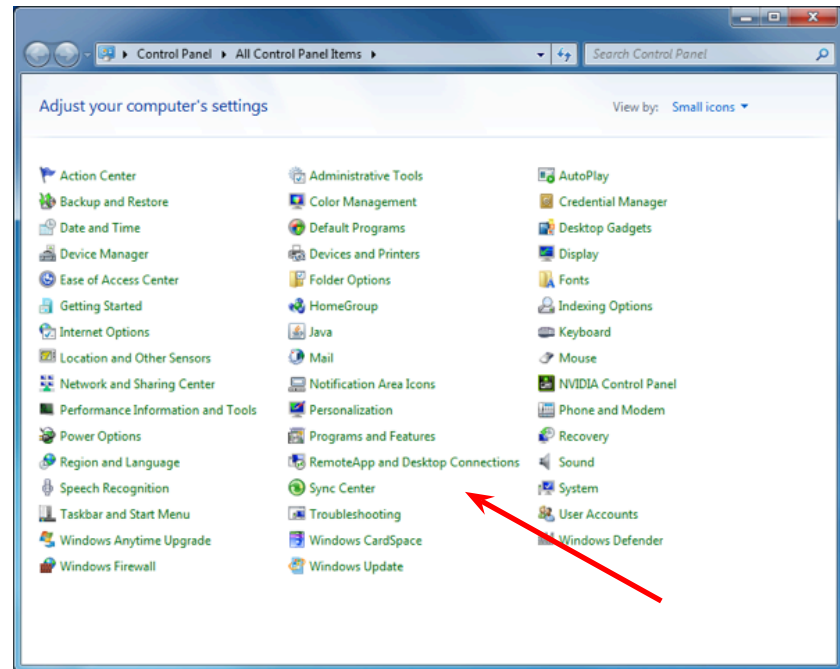 Control Panel All Control Panel Items Search Control Panel
Adjust your computer's settings View by: Small icons
Action Center Administrative Tools AutoPlay
Backup and Restore Color Management Credential Manager
Date and Time Default Programs Desktop Gadgets
Device Manager Devices and Printers Display
Ease of Access Center Folder Options Fonts
Getting Started HomeGroup Indexing Options
Internet Options Java Keyboard
Location and Other Sensors Mail Mouse
Network and Sharing Center Notification Area Icons NVIDIA Control Panel
Performance Information and Tools Personalization Phone and Modem
Power Options Programs and Features Recovery
Region and Language RemoteApp and Desktop Connections Sound
Speech Recognition Sync Center System
Taskbar and Start Menu Troubleshooting User Accounts
Windows Anytime Upgrade Windows CardSpace Windows Defender
Windows Firewall Windows Update